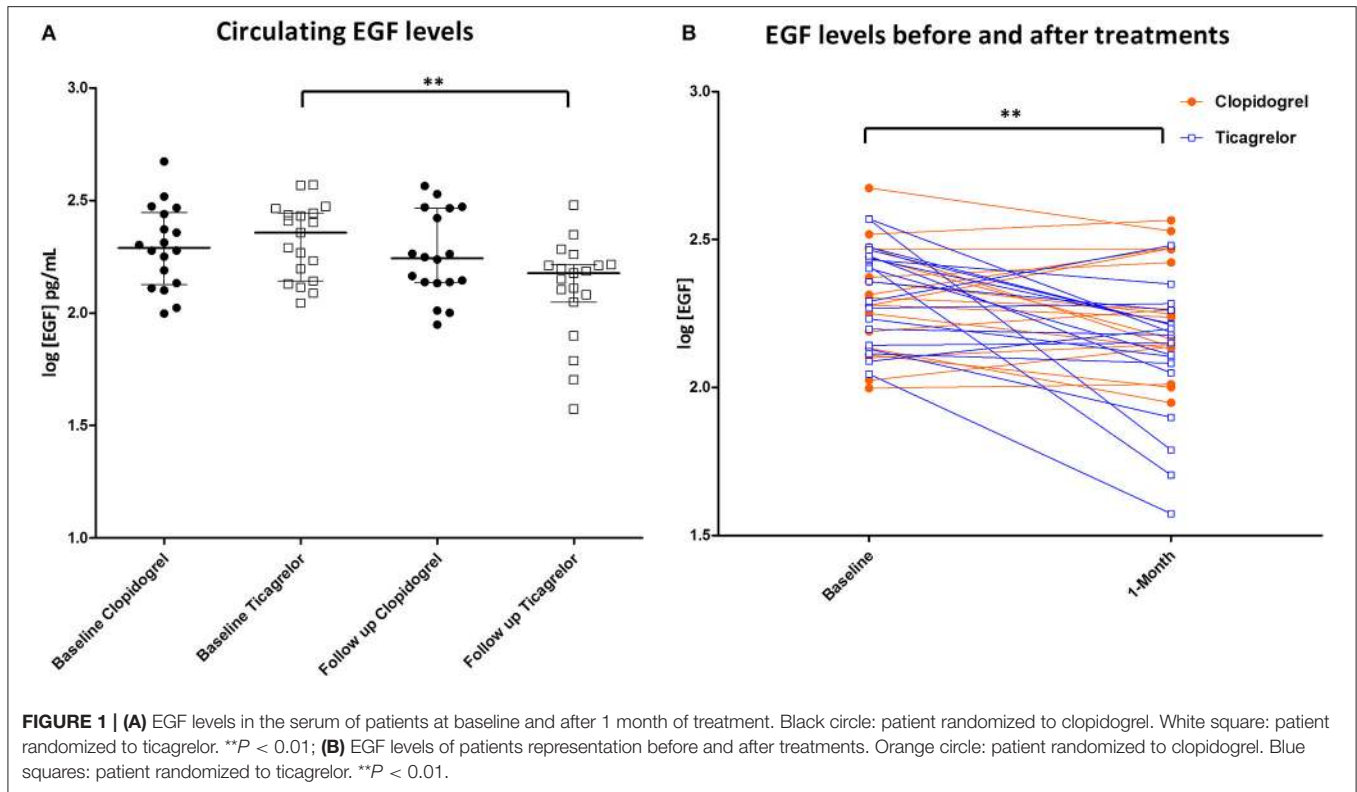 A
Circulating EGF levels
log [EGF] pg/mL
3.0
2.5
2.0
1.5
1.0
**
Baseline Clopidogrel
Baseline Ticagrelor
Follow up Clopidogrel
Follow up Ticagrelor
B
EGF levels before and after treatments
log [EGF]
3.0
2.5
2.0
1.5
**
Clopidogrel
Ticagrelor
Baseline
1-Month
FIGURE 1 | (A) EGF levels in the serum of patients at baseline and after 1 month of treatment. Black circle: patient randomized to clopidogrel. White square: patient
randomized to ticagrelor. **P < 0.01; (B) EGF levels of patients representation before and after treatments. Orange circle: patient randomized to clopidogrel. Blue
squares: patient randomized to ticagrelor. **P < 0.01.